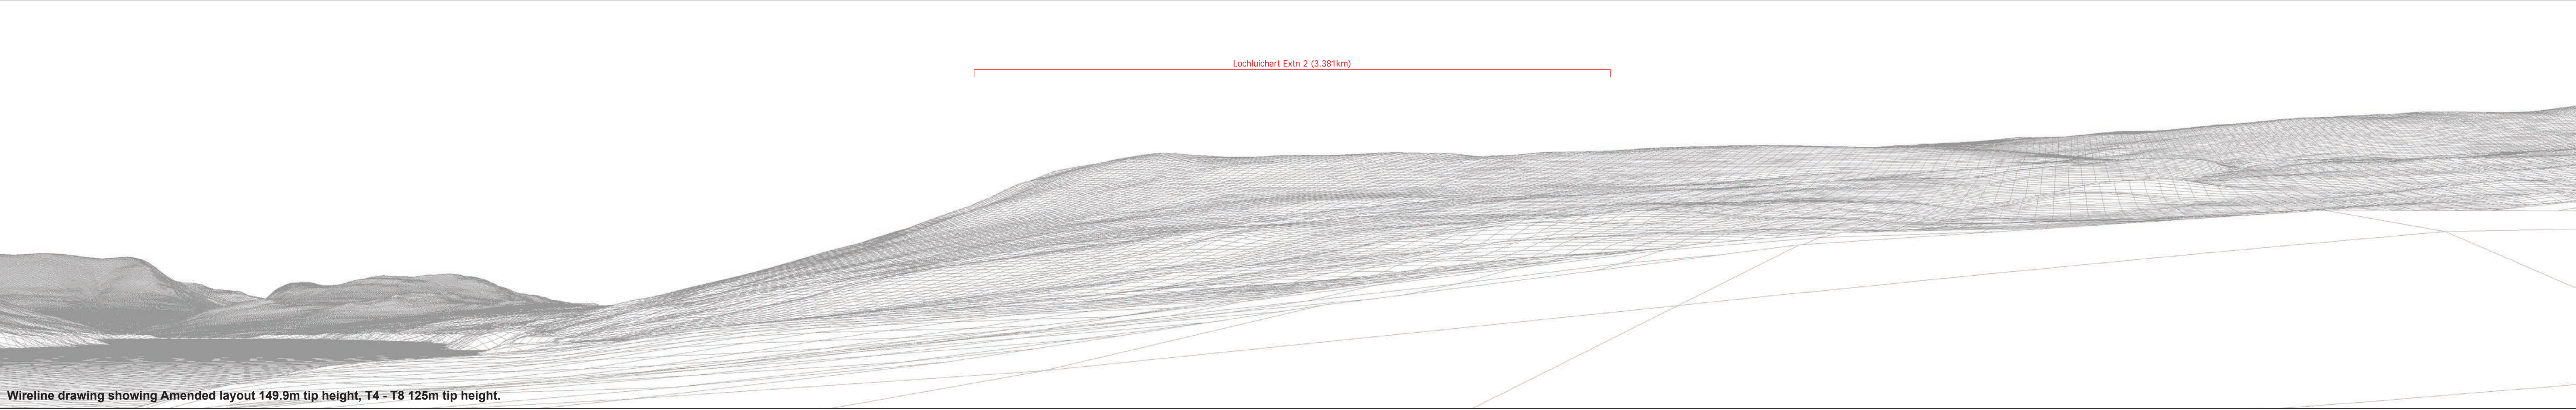 Lochluichart Extn 2 (3.381km)
Wireline drawing showing Amended layout 149.9m tip height, T4 - T8 125m tip height.